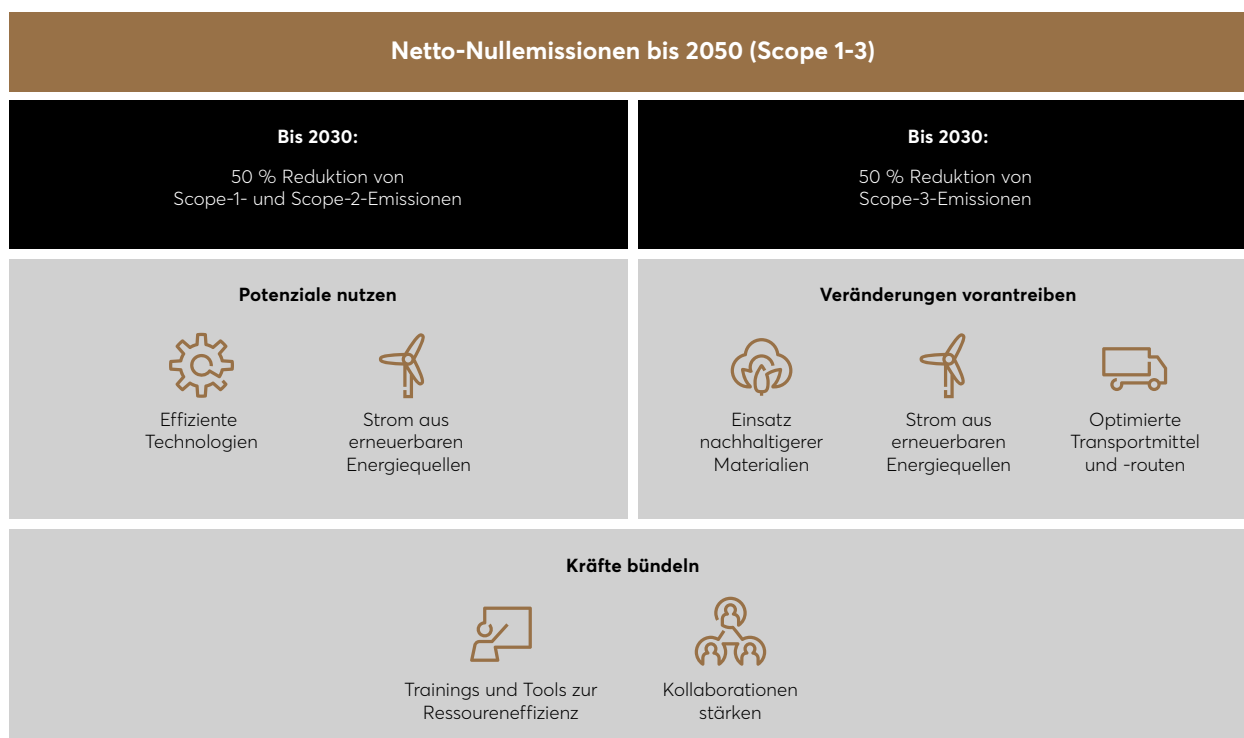 Netto-Nullemissionen bis 2050 (Scope 1-3)
Bis 2030:
50 % Reduktion von
Scope-1- und Scope-2-Emissionen
Bis 2030:
50 % Reduktion von
Scope-3-Emissionen
Potenziale nutzen
Effiziente
Technologien
Strom aus
erneuerbaren
Energiequellen
Veränderungen vorantreiben
Einsatz
nachhaltigerer
Materialien
Strom aus
erneuerbaren
Energiequellen
Optimierte
Transportmittel
und -routen
Kräfte bündeln
Trainings und Tools zur
Ressoureneffizienz
Kollaborationen
stärken